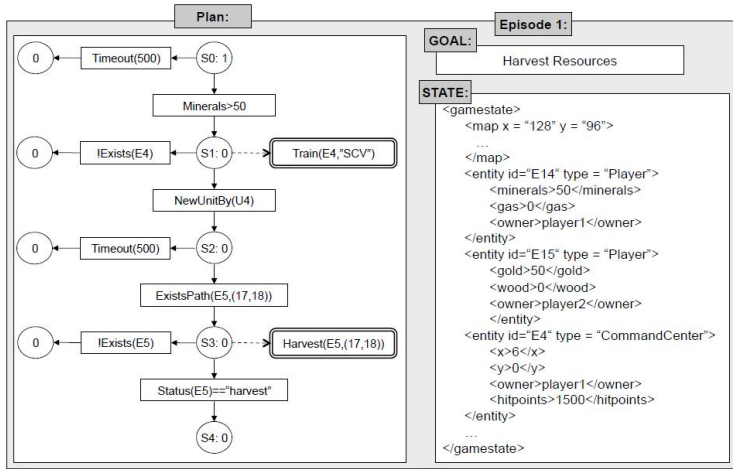 Plan:
0
Timeout(500)
S0: 1
Minerals>50
0
!Exists(E4)
S1: 0
Train(E4,"SCV")
NewUnitBy(U4)
0
Timeout(500)
S2: 0
ExistsPath(E5,(17,18))
0
!Exists(E5)
S3: 0
Harvest(E5,(17,18))
Status(E5)=="harvest"
S4: 0
Episode 1:
GOAL:
Harvest Resources
STATE:
<gamestate>
<map x = "128" y = "96">
...
</map>
<entity id="E14" type = "Player">
<minerals>50</minerals>
<gas>0</gas>
<owner>player1</owner>
</entity>
<entity id="E15" type = "Player">
<gold>50</gold>
<wood>0</wood>
<owner>player2</owner>
</entity>
<entity id="E4" type = "CommandCenter">
<x>6</x>
<y>0</y>
<owner>player1</owner>
<hitpoints>1500</hitpoints>
</entity>
...
</gamestate>